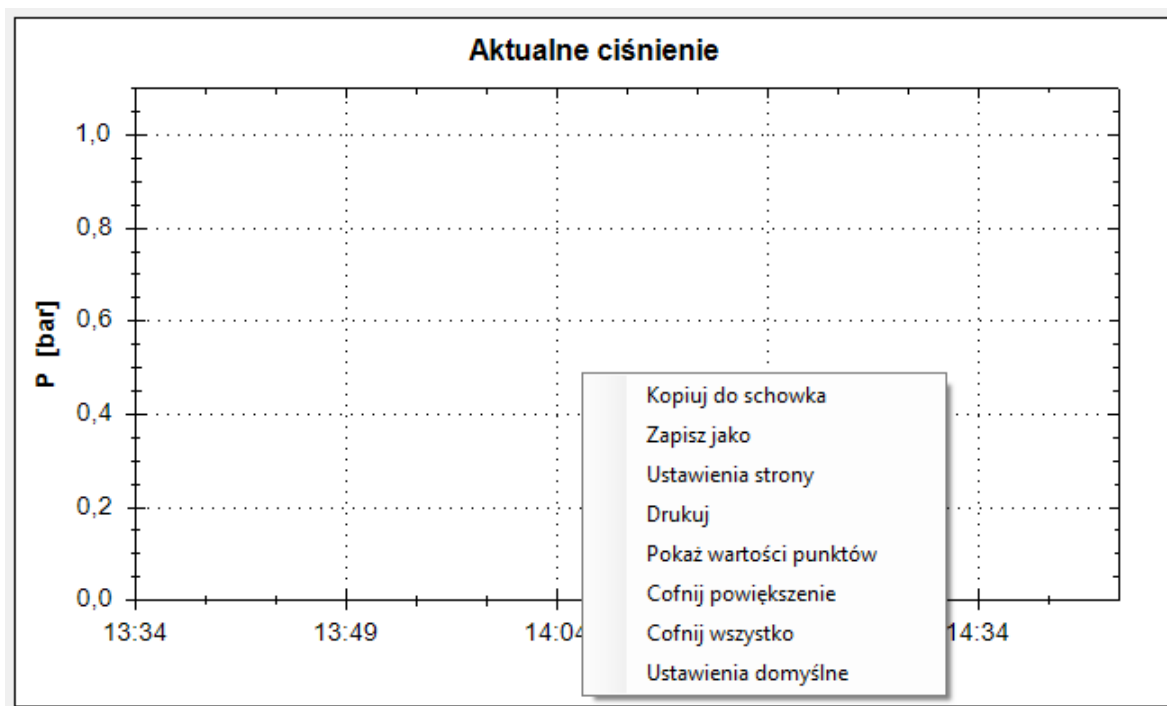 Aktualne ciśnienie
1,0
0,8
0,6
0,4
0,2
0,0
P [bar]
13:34
13:49
14:04
14:34
Kopiuj do schowka
Zapisz jako
Ustawienia strony
Drukuj
Pokaż wartości punktów
Cofnij powiększenie
Cofnij wszystko
Ustawienia domyślne